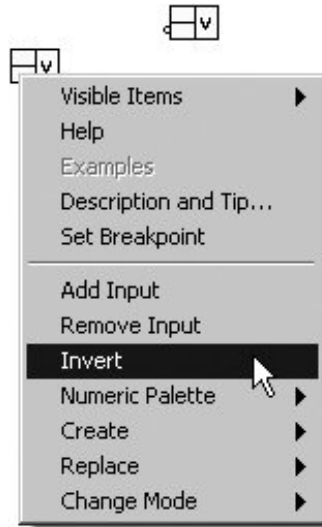 V
V
Visible Items
Help
Examples
Description and Tip...
Set Breakpoint
Add Input
Remove Input
Invert
Numeric Palette
Create
Replace
Change Mode